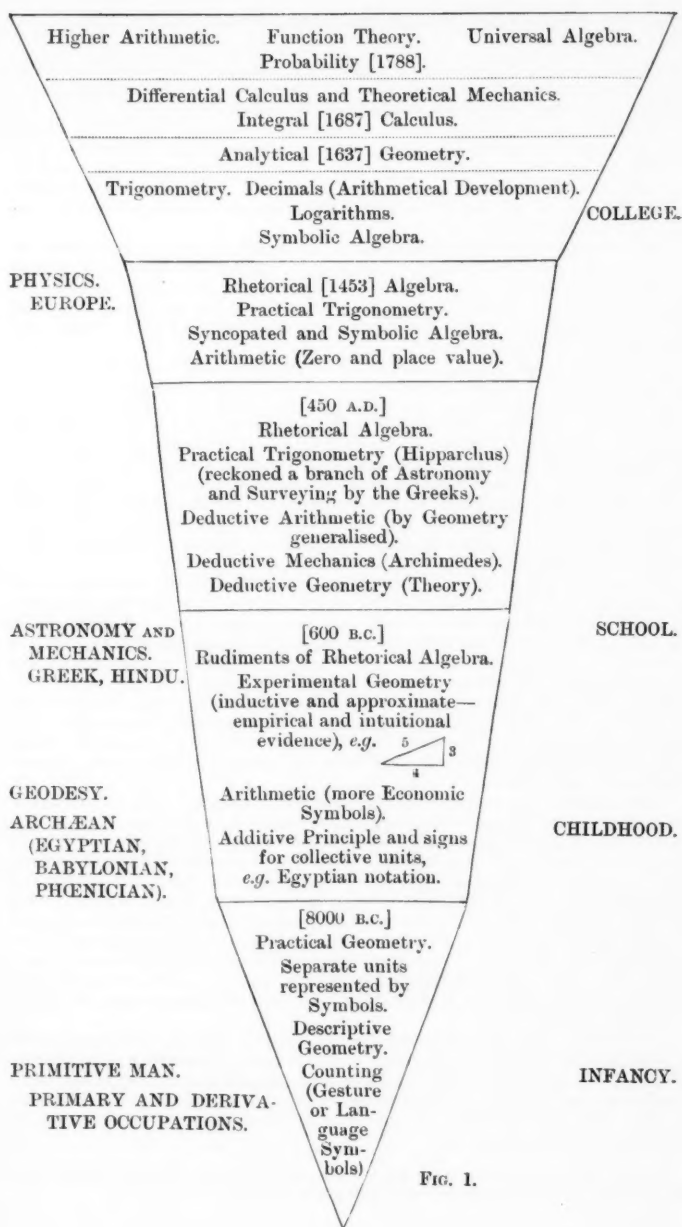 Higher Arithmetic. Function Theory. Universal Algebra.
Probability [1788].
Differential Calculus and Theoretical Mechanics.
Integral [1687] Calculus.
Analytical [1637] Geometry.
Trigonometry. Decimals (Arithmetical Development).
Logarithms.
COLLEGE.
Symbolic Algebra.
PHYSICS.
EUROPE.
Rhetorical [1453] Algebra.
Practical Trigonometry.
Syncopated and Symbolic Algebra.
Arithmetic (Zero and place value).
[450 A.D.]
Rhetorical Algebra.
Practical Trigonometry (Hipparchus)
(reckoned a branch of Astronomy
and Surveying by the Greeks).
Deductive Arithmetic (by Geometry
generalised).
Deductive Mechanics (Archimedes).
Deductive Geometry (Theory).
ASTRONOMY AND
MECHANICS.
GREEK, HINDU.
SCHOOL.
[600 B.C.]
Rudiments of Rhetorical Algebra.
Experimental Geometry
(inductive and approximate—
empirical and intuitional
evidence), e.g.
5
3
4
GEODESY.
ARCHÆAN
(EGYPTIAN,
BABYLONIAN,
PHŒNICIAN).
Arithmetic (more Economic
Symbols).
Additive Principle and signs
for collective units,
e.g. Egyptian notation.
CHILDHOOD.
[8000 B.C.]
Practical Geometry.
Separate units
represented by
Symbols.
Descriptive
Geometry.
Counting
(Gesture
or Lan-
guage
Sym-
bols)
PRIMITIVE MAN.
PRIMARY AND DERIVA-
TIVE OCCUPATIONS.
INFANCY.
FIG. 1.